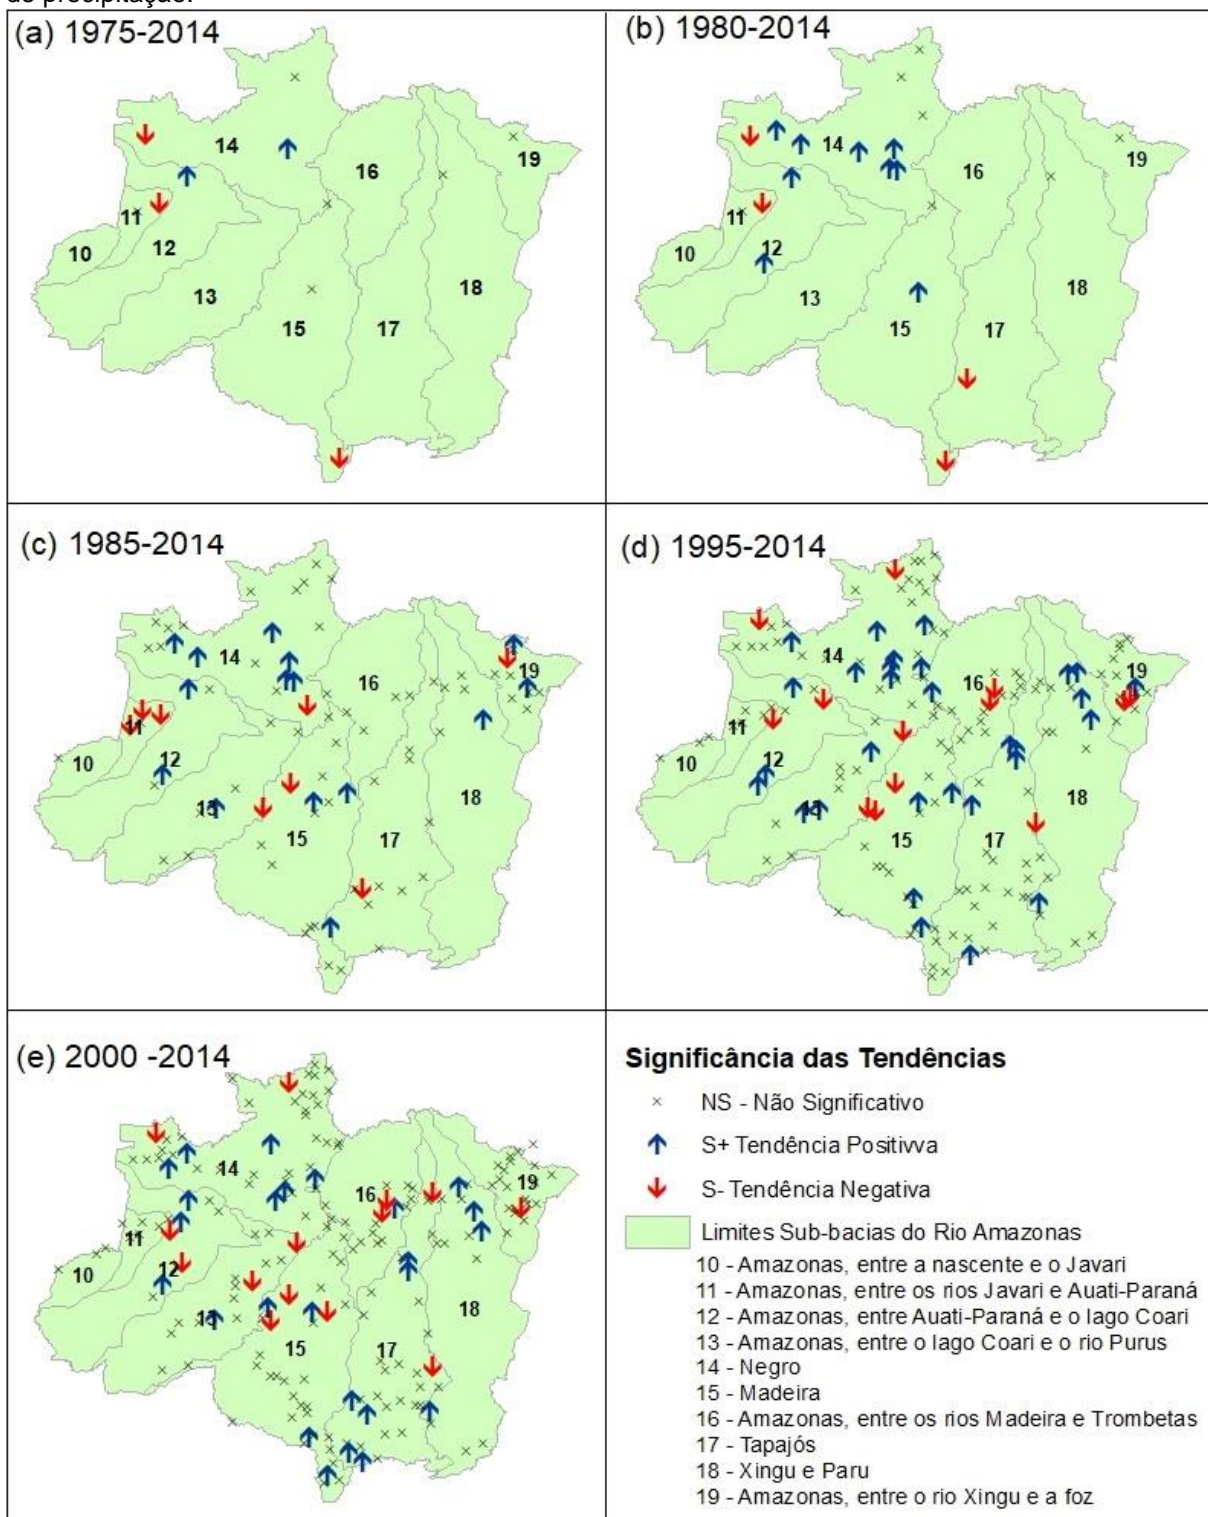 de precipitação.
(a) 1975-2014
14
19
16
11
12
10
13
18
15
17
(b) 1980-2014
14
19
16
11
12
10
13
18
15
17
(c) 1985-2014
14
16
19
11
12
10
18
13
15
17
(d) 1995-2014
14
16
19
11
12
10
18
13
15
17
(e) 2000 -2014
14
16
19
11
12
10
18
13
15
17
Significância das Tendências
NS - Não Significativo
S+ Tendência Positivva
S- Tendência Negativa
Limites Sub-bacias do Rio Amazonas
10 - Amazonas, entre a nascente e o Javari
11 - Amazonas, entre os rios Javari e Auati-Paraná
12 - Amazonas, entre Auati-Paraná e o lago Coari
13 - Amazonas, entre o lago Coari e o rio Purus
14 - Negro
15 - Madeira
16 - Amazonas, entre os rios Madeira e Trombetas
17 - Tapajós
18 - Xingu e Paru
19 - Amazonas, entre o rio Xingu e a foz